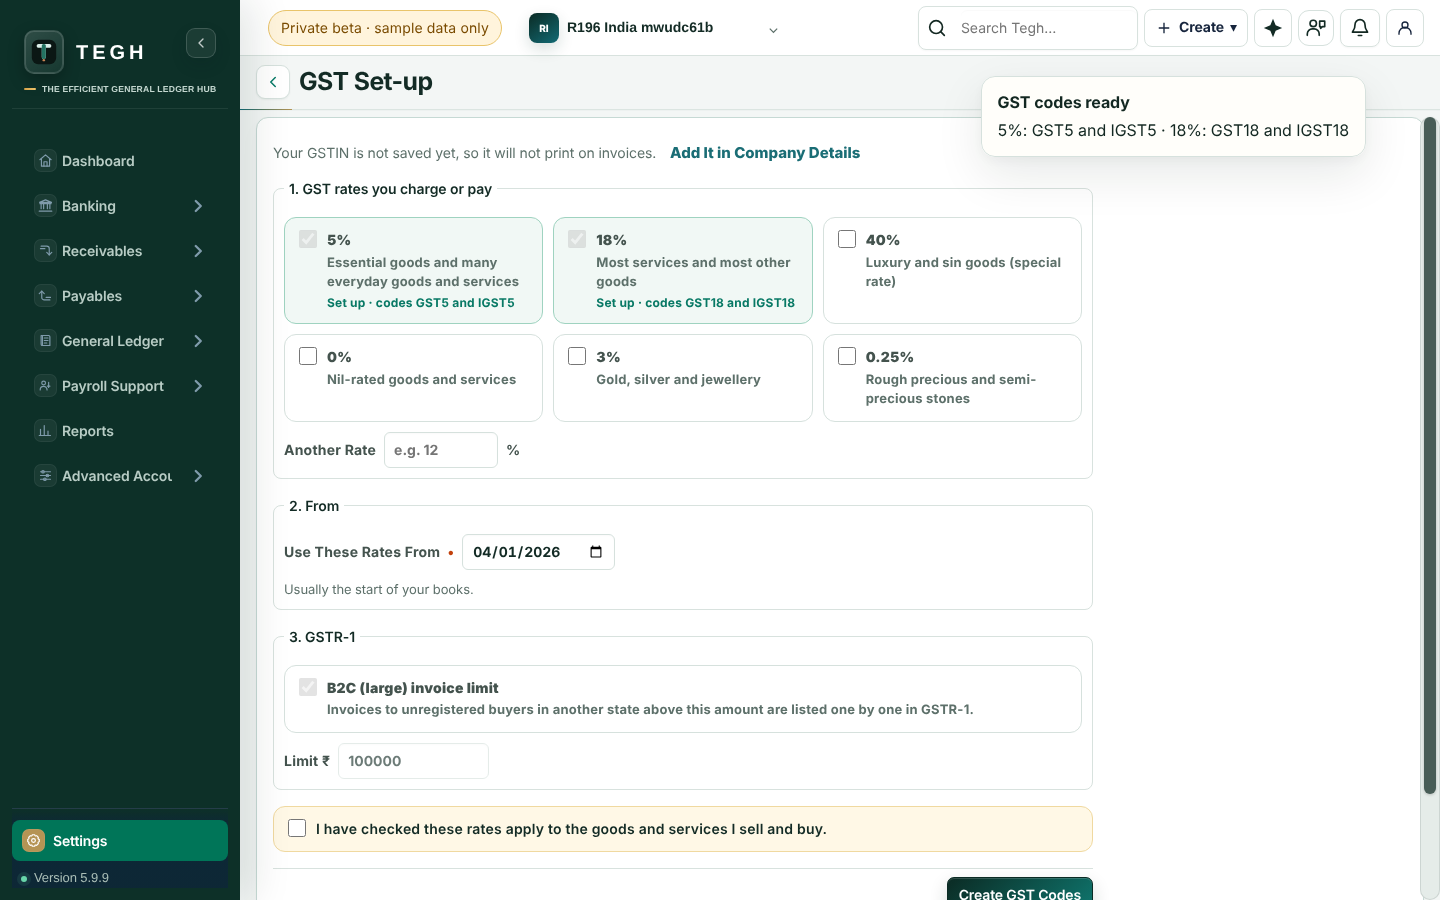 TEGH
THE EFFICIENT GENERAL LEDGER HUB
Dashboard
Banking
Receivables
Payables
General Ledger
Payroll Support
Reports
Advanced Accou
Settings
Version 5.9.9
Private beta · sample data only
RI
R196 India mwudc61b
Search Tegh...
+ Create ▾
GST Set-up
GST codes ready
5%: GST5 and IGST5 · 18%: GST18 and IGST18
Your GSTIN is not saved yet, so it will not print on invoices. Add It in Company Details
1. GST rates you charge or pay
5%
Essential goods and many
everyday goods and services
Set up · codes GST5 and IGST5
18%
Most services and most other
goods
Set up · codes GST18 and IGST18
40%
Luxury and sin goods (special
rate)
0%
Nil-rated goods and services
3%
Gold, silver and jewellery
0.25%
Rough precious and semi-
precious stones
Another Rate e.g. 12 %
2. From
Use These Rates From • 04/01/2026
Usually the start of your books.
3. GSTR-1
B2C (large) invoice limit
Invoices to unregistered buyers in another state above this amount are listed one by one in GSTR-1.
Limit ₹ 100000
I have checked these rates apply to the goods and services I sell and buy.
Create GST Codes